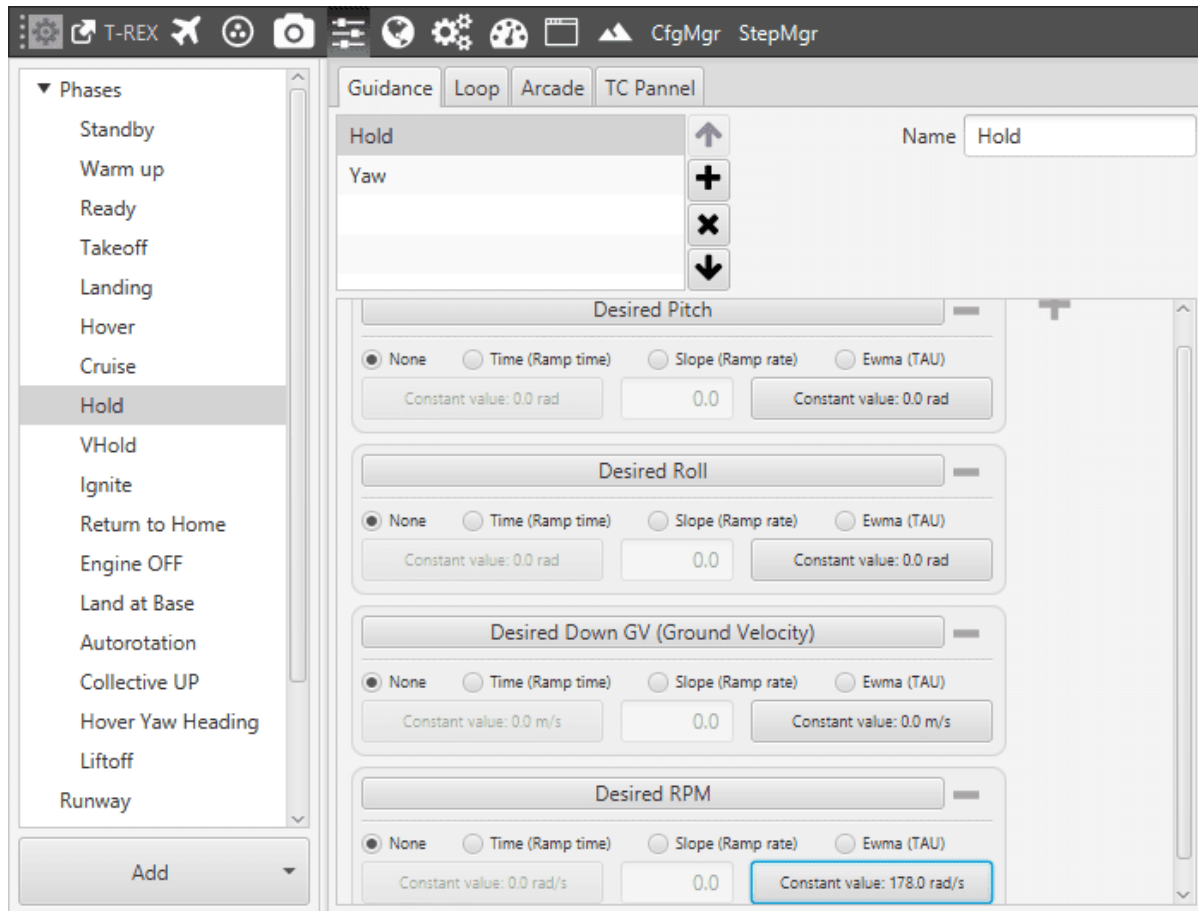 T-REX CfgMgr StepMgr
Phases
Standby
Warm up
Ready
Takeoff
Landing
Hover
Cruise
Hold
VHold
Ignite
Return to Home
Engine OFF
Land at Base
Autorotation
Collective UP
Hover Yaw Heading
Liftoff
Runway
Add
Guidance Loop Arcade TC Pannel
Hold
Yaw
Name Hold
Desired Pitch
None Time (Ramp time) Slope (Ramp rate) Ewma (TAU)
Constant value: 0.0 rad 0.0 Constant value: 0.0 rad
Desired Roll
None Time (Ramp time) Slope (Ramp rate) Ewma (TAU)
Constant value: 0.0 rad 0.0 Constant value: 0.0 rad
Desired Down GV (Ground Velocity)
None Time (Ramp time) Slope (Ramp rate) Ewma (TAU)
Constant value: 0.0 m/s 0.0 Constant value: 0.0 m/s
Desired RPM
None Time (Ramp time) Slope (Ramp rate) Ewma (TAU)
Constant value: 0.0 rad/s 0.0 Constant value: 178.0 rad/s